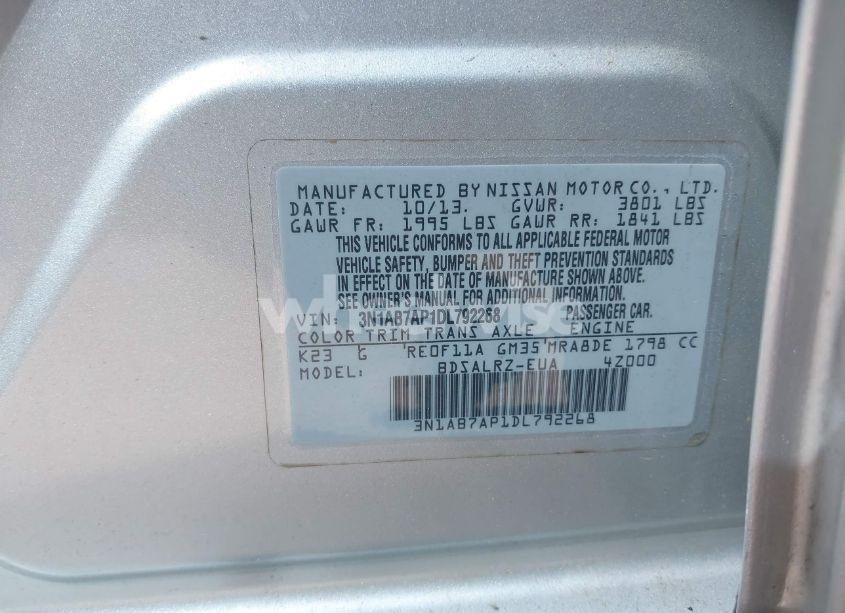 MANUFACTURED BY NISSAN MOTOR CO., LTD.
DATE: 10/13. GVWR: 3801 LBS
GAWR FR: 1995 LBS GAWR RR: 1841 LBS
THIS VEHICLE CONFORMS TO ALL APPLICABLE FEDERAL MOTOR
VEHICLE SAFETY, BUMPER AND THEFT PREVENTION STANDARDS
IN EFFECT ON THE DATE OF MANUFACTURE SHOWN ABOVE.
SEE OWNER'S MANUAL FOR ADDITIONAL INFORMATION.
VIN: 3N1AB7AP1DL792268 PASSENGER CAR.
COLOR TRIM TRANS AXLE ENGINE
K23 G RE0F11A GM35 MRA8DE 1798 CC
MODEL: BDSALRZ-EUA 4Z000
3N1AB7AP1DL792268